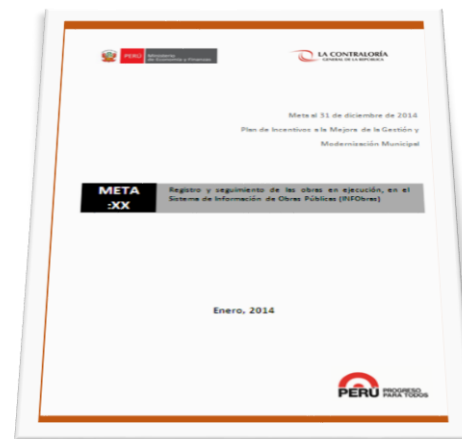 PERÚ Ministerio de Economía y Finanzas
LA CONTRALORÍA
GENERAL DE LA REPÚBLICA
Meta al 31 de diciembre de 2014
Plan de Incentivos a la Mejora de la Gestión y
Modernización Municipal
META
:XX
Registro y seguimiento de las obras en ejecución, en el
Sistema de Información de Obras Públicas (INFObras)
Enero, 2014
PERÚ PROGRESO
PARA TODOS